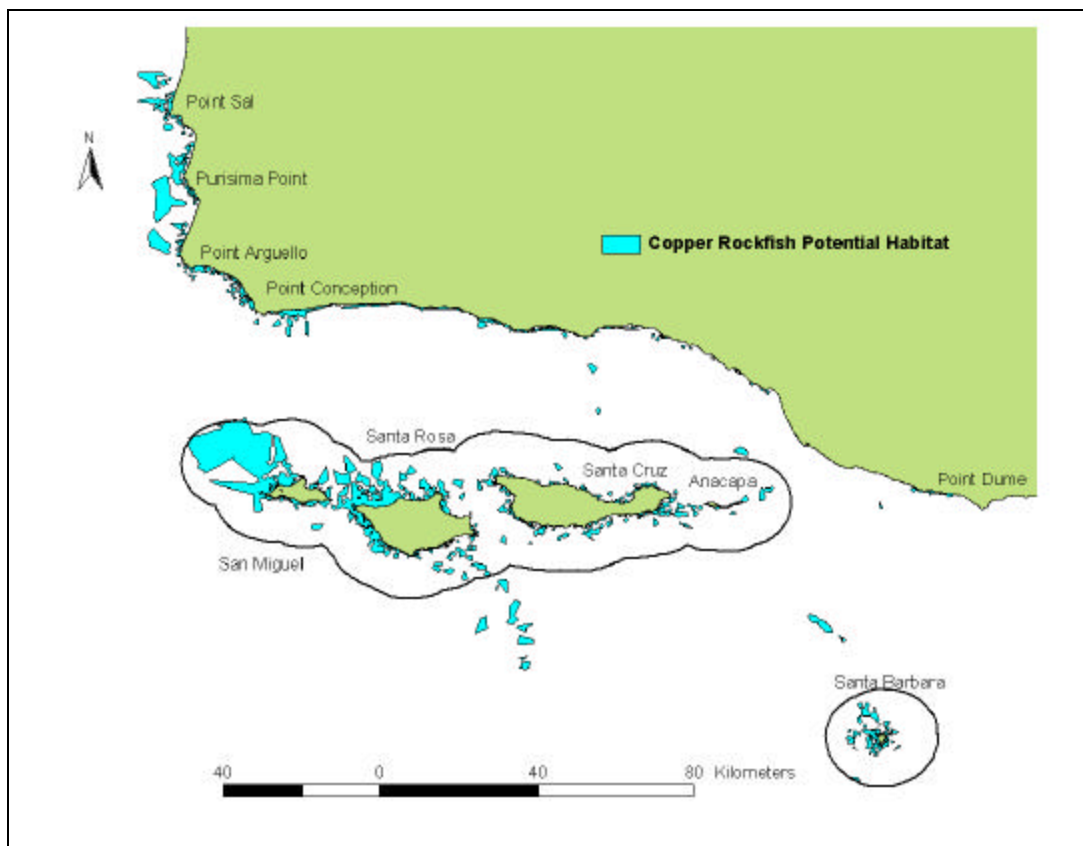 Point Sal
N
Purisima Point
Copper Rockfish Potential Habitat
Point Arguello
Point Conception
Santa Rosa
Santa Cruz
Anacapa
Point Dume
San Miguel
Santa Barbara
40 0 40 80 Kilometers